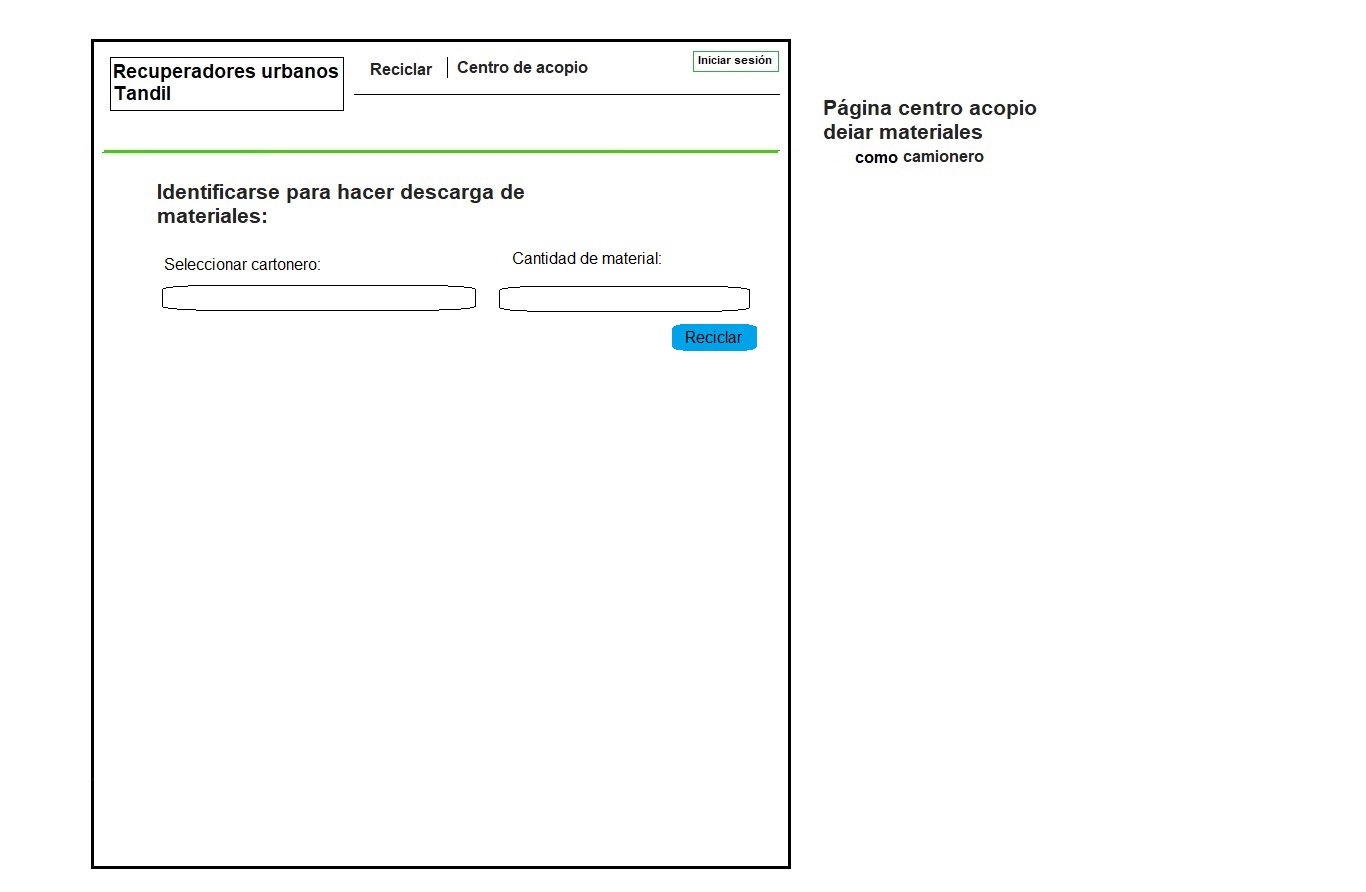 Recuperadores urbanos
Tandil
Reciclar
Centro de acopio
Iniciar sesión
Página centro acopio
deiar materiales
como camionero
Identificarse para hacer descarga de
materiales:
Seleccionar cartonero:
Cantidad de material:
Reciclar